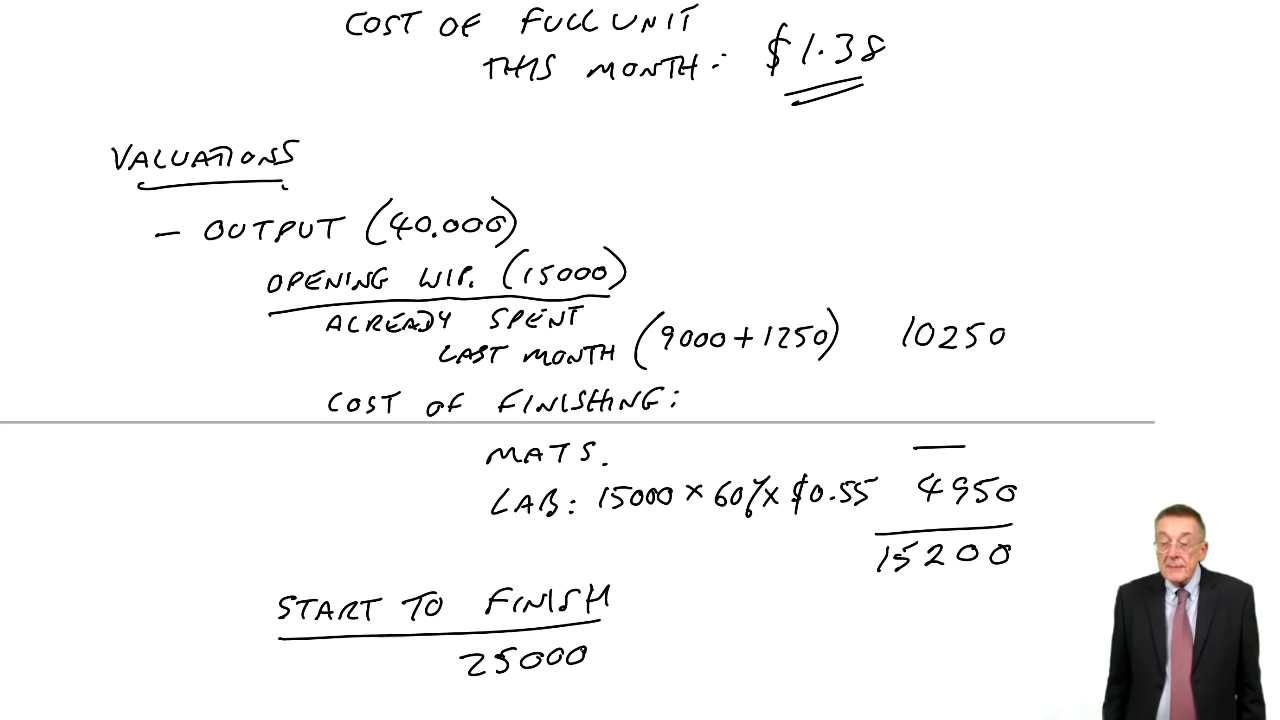 COST OF FULL UNIT
THIS MONTH: $1.38
VALUATIONS
- OUTPUT (40.000)
OPENING WIP. (15000)
ALREADY SPENT
LAST MONTH (9000+1250) 10250
COST OF FINISHING:
MATS. —
LAB: 15000 × 60% × $0.55 4950
15200
START TO FINISH
25000